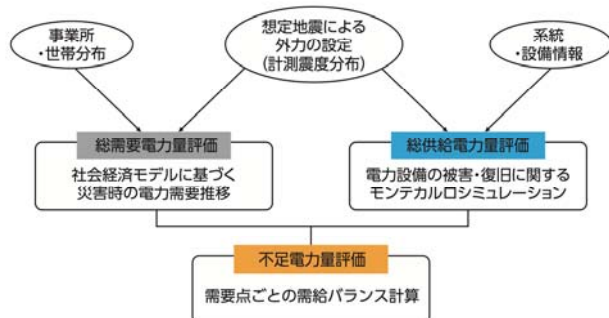 事業所
・世帯分布
想定地震による
外力の設定
(計測震度分布)
系統
・設備情報
総需要電力量評価
社会経済モデルに基づく
災害時の電力需要推移
総供給電力量評価
電力設備の被害・復旧に関する
モンテカルロシミュレーション
不足電力量評価
需要点ごとの需給バランス計算